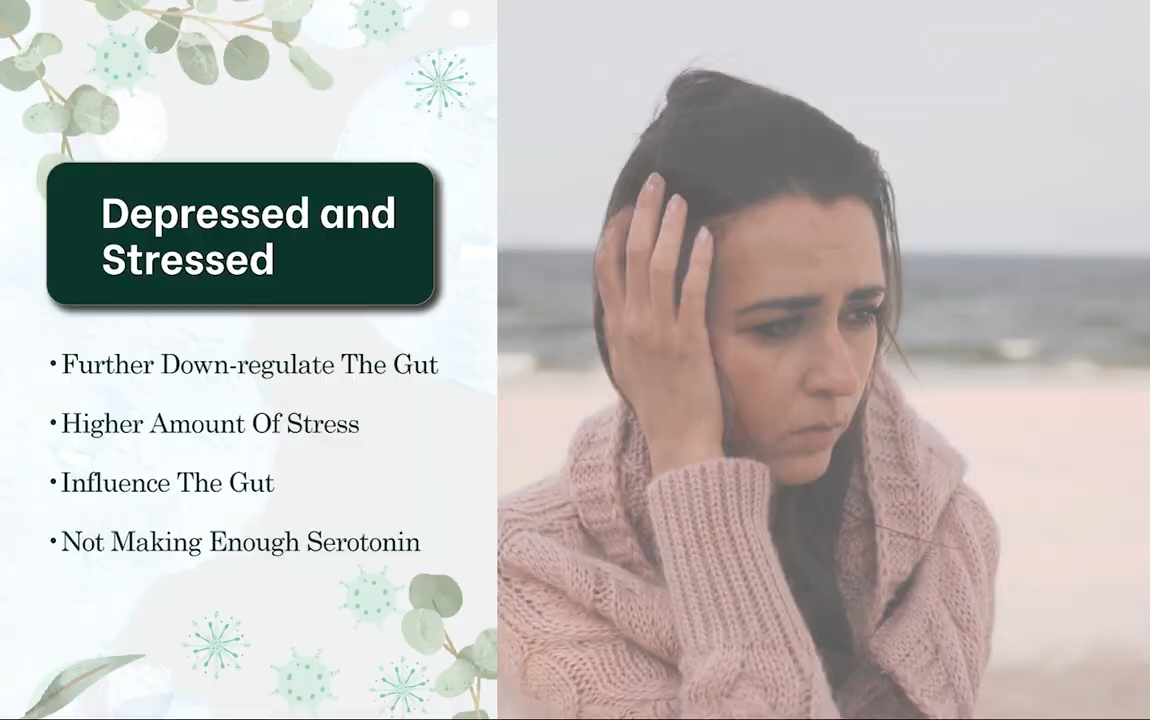 Depressed and
Stressed
• Further Down-regulate The Gut
• Higher Amount Of Stress
• Influence The Gut
• Not Making Enough Serotonin